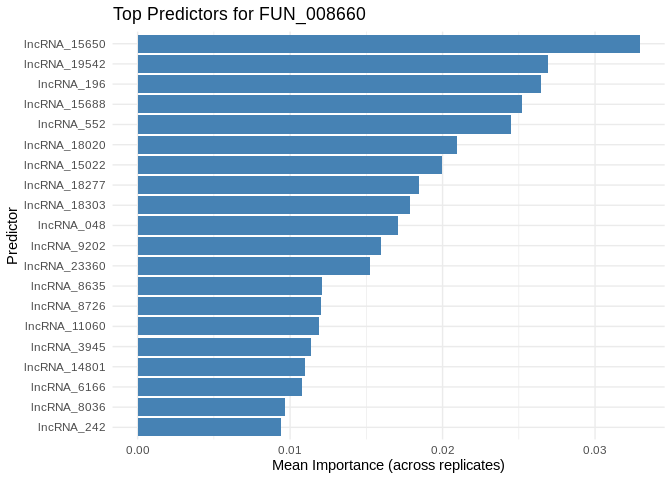 Top Predictors for FUN_008660
Predictor
lncRNA_15650
lncRNA_19542
lncRNA_196
lncRNA_15688
lncRNA_552
lncRNA_18020
lncRNA_15022
lncRNA_18277
lncRNA_18303
lncRNA_048
lncRNA_9202
lncRNA_23360
lncRNA_8635
lncRNA_8726
lncRNA_11060
lncRNA_3945
lncRNA_14801
lncRNA_6166
lncRNA_8036
lncRNA_242
0.00 0.01 0.02 0.03
Mean Importance (across replicates)